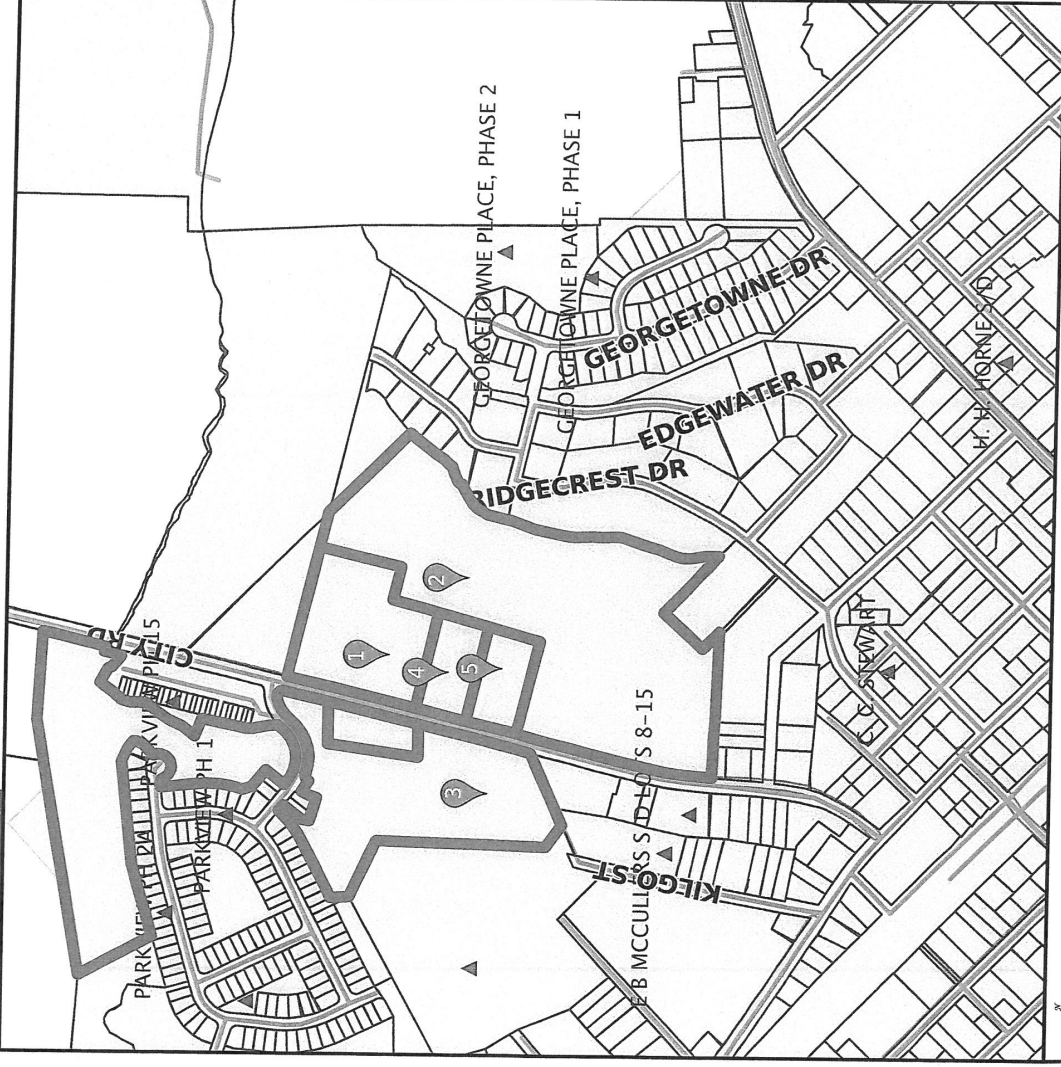 CITY RD
PARKVIEW PH 1
GEORGETOWNE PLACE, PHASE 2
GEORGETOWNE PLACE, PHASE 1
GEORGETOWNE DR
EDGEWATER DR
RIDGECREST DR
1
2
3
4
5
E B MCCULLERS S/D LOTS 8-15
KILGO ST
C C STEWART
H. H. HORNE S/D
N